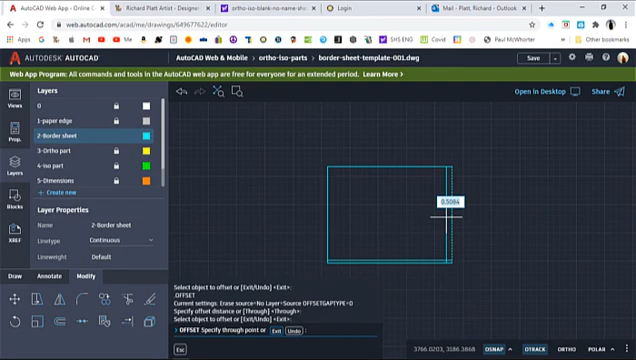 AutoCAD Web App - Online CAD
Richard Platt Artist - Designer
ortho-iso-blank-no-name-sh
Login
Mail - Platt, Richard - Outlook
web.autocad.com/acad/me/drawings/649677622/editor
Apps
Me
SHS ENG
Covid
Paul McWhorter
Other bookmarks
AUTODESK AUTOCAD
AutoCAD Web & Mobile > ortho-iso-parts > border-sheet-template-001.dwg
Save
Web App Program: All commands and tools in the AutoCAD web app are free for everyone for an extended period. Learn More >
Views
Prop.
Layers
Blocks
XREF
Layers
0
1-paper edge
2-Border sheet
3-Ortho part
4-Iso part
5-Dimensions
+ Create new
Layer Properties
Name 2-Border sheet
Linetype Continuous
Lineweight Default
Draw Annotate Modify
Open in Desktop
Share
0.5084
Select object to offset or [Exit/Undo] <Exit>:
OFFSET
Current settings: Erase source=No Layer=Source OFFSETGAPTYPE=0
Specify offset distance or [Through] <Through>:
Select object to offset or [Exit/Undo] <Exit>:
> OFFSET Specify through point or Exit Undo :
Esc
3766.0203, 3186.3868 OSNAP OTRACK ORTHO POLAR